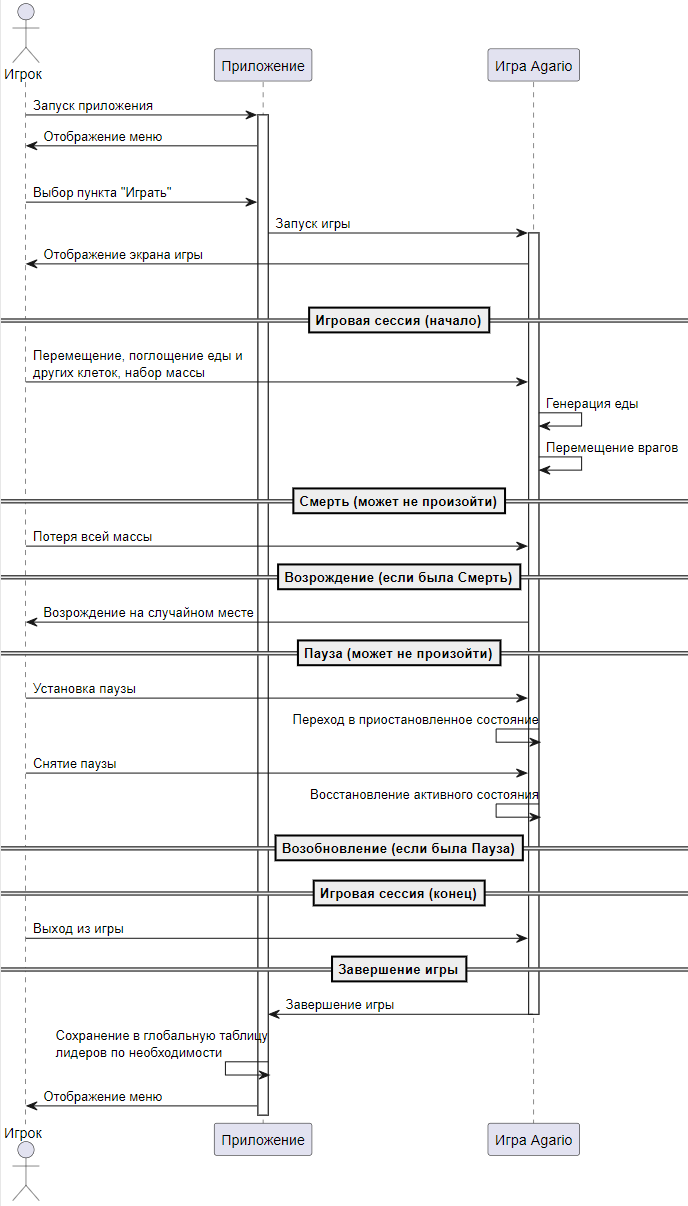 Игрок
Приложение
Игра Agario
Запуск приложения
Отображение меню
Выбор пункта "Играть"
Запуск игры
Отображение экрана игры
Игровая сессия (начало)
Перемещение, поглощение еды и
других клеток, набор массы
Генерация еды
Перемещение врагов
Смерть (может не произойти)
Потеря всей массы
Возрождение (если была Смерть)
Возрождение на случайном месте
Пауза (может не произойти)
Установка паузы
Переход в приостановленное состояние
Снятие паузы
Восстановление активного состояния
Возобновление (если была Пауза)
Игровая сессия (конец)
Выход из игры
Завершение игры
Завершение игры
Сохранение в глобальную таблицу
лидеров по необходимости
Отображение меню
Игрок
Приложение
Игра Agario